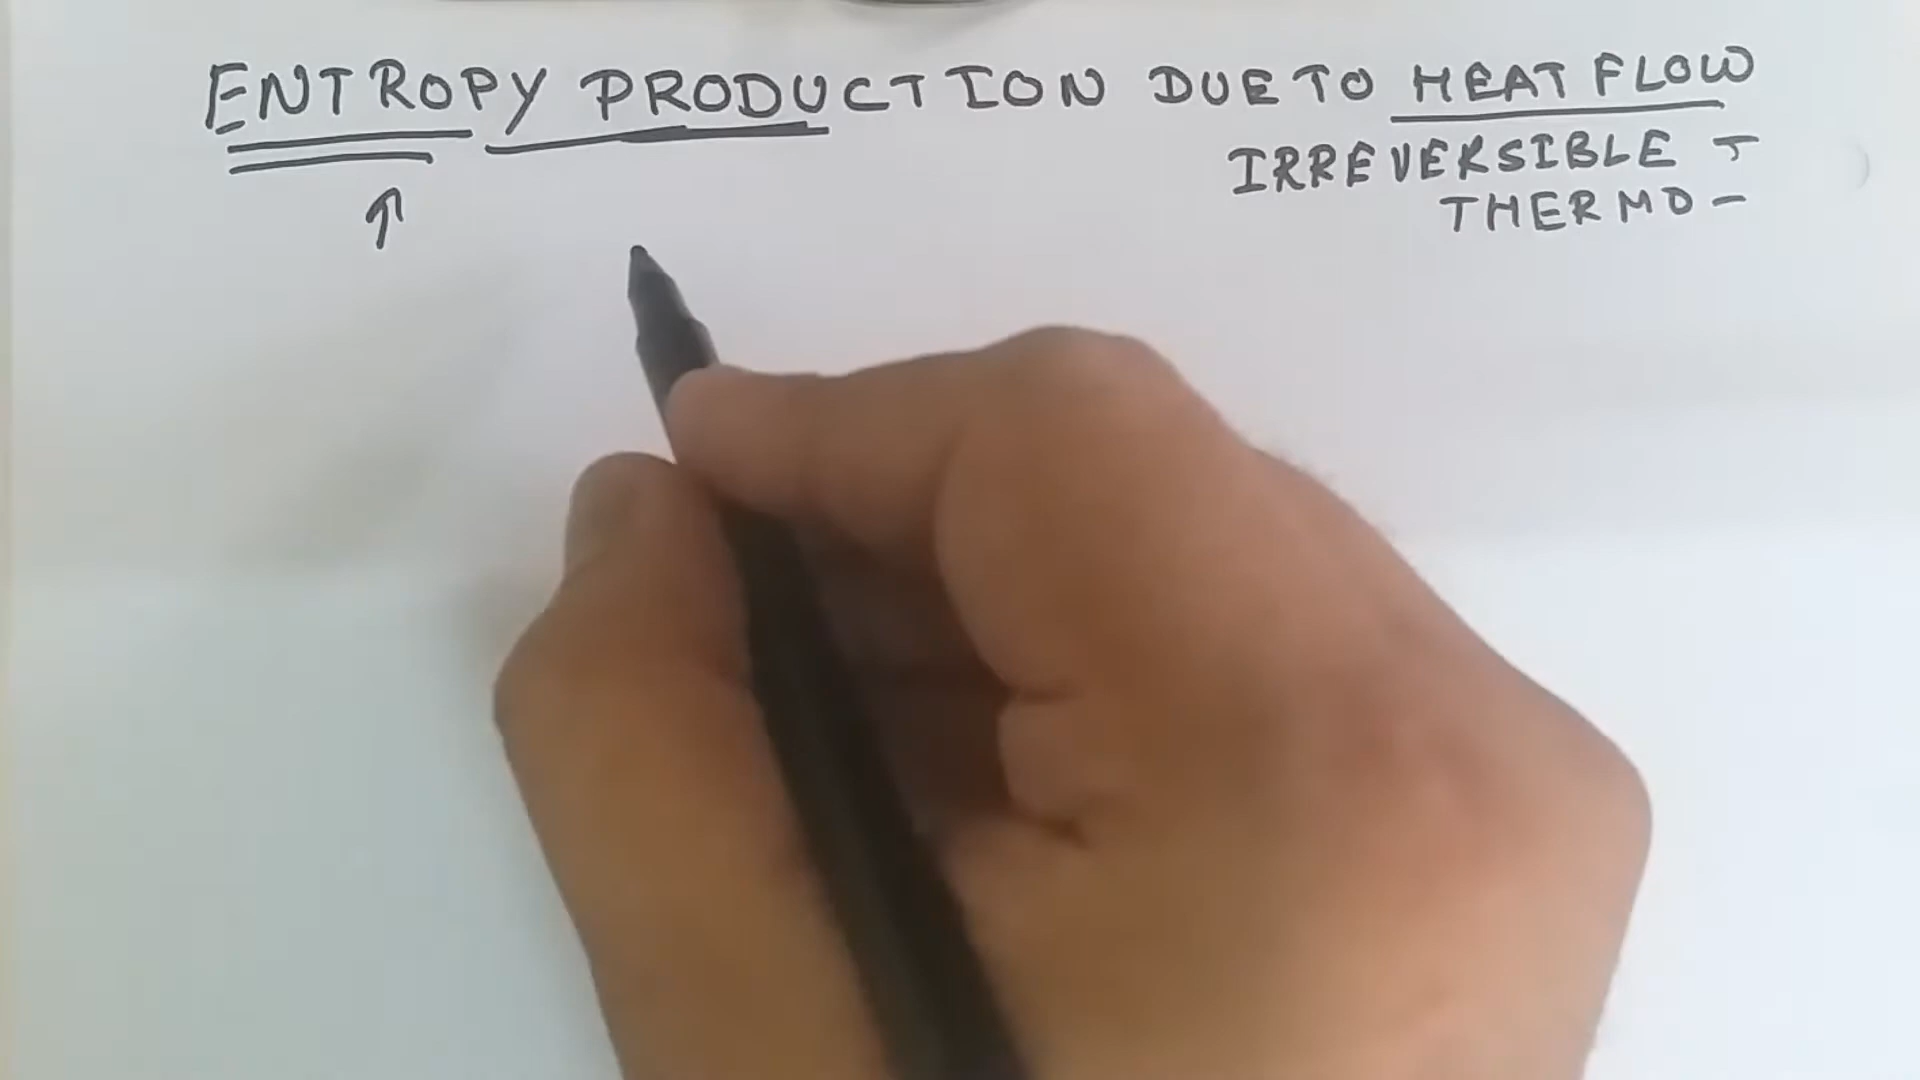 ENTROPY PRODUCTION DUE TO HEAT FLOW
IRREVERSIBLE -
THERMO -